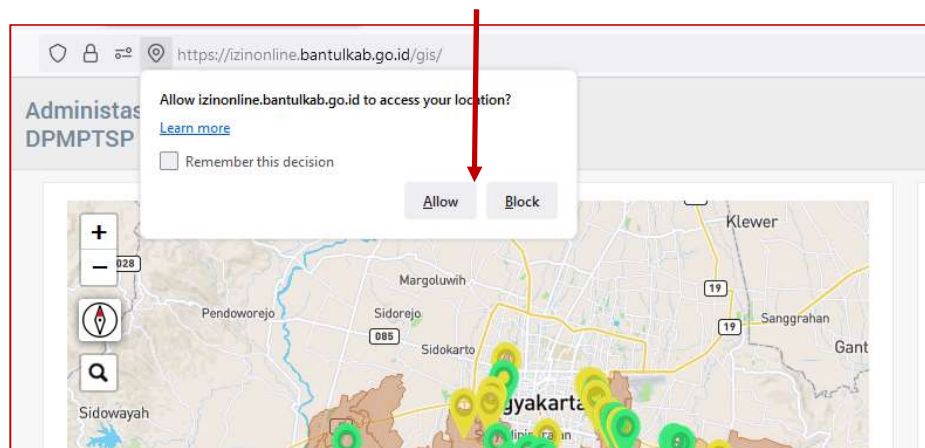 https://izinonline.bantulkab.go.id/gis/
Allow izinonline.bantulkab.go.id to access your location?
Learn more
Remember this decision
Allow Block
Administas
DPMPTSP
+
−
028
Klewer
Margoluwih
19
Pendoworejo
Sidorejo
19
Sanggrahan
085
Sidokarto
Gant
gyakarta
Sidowayah